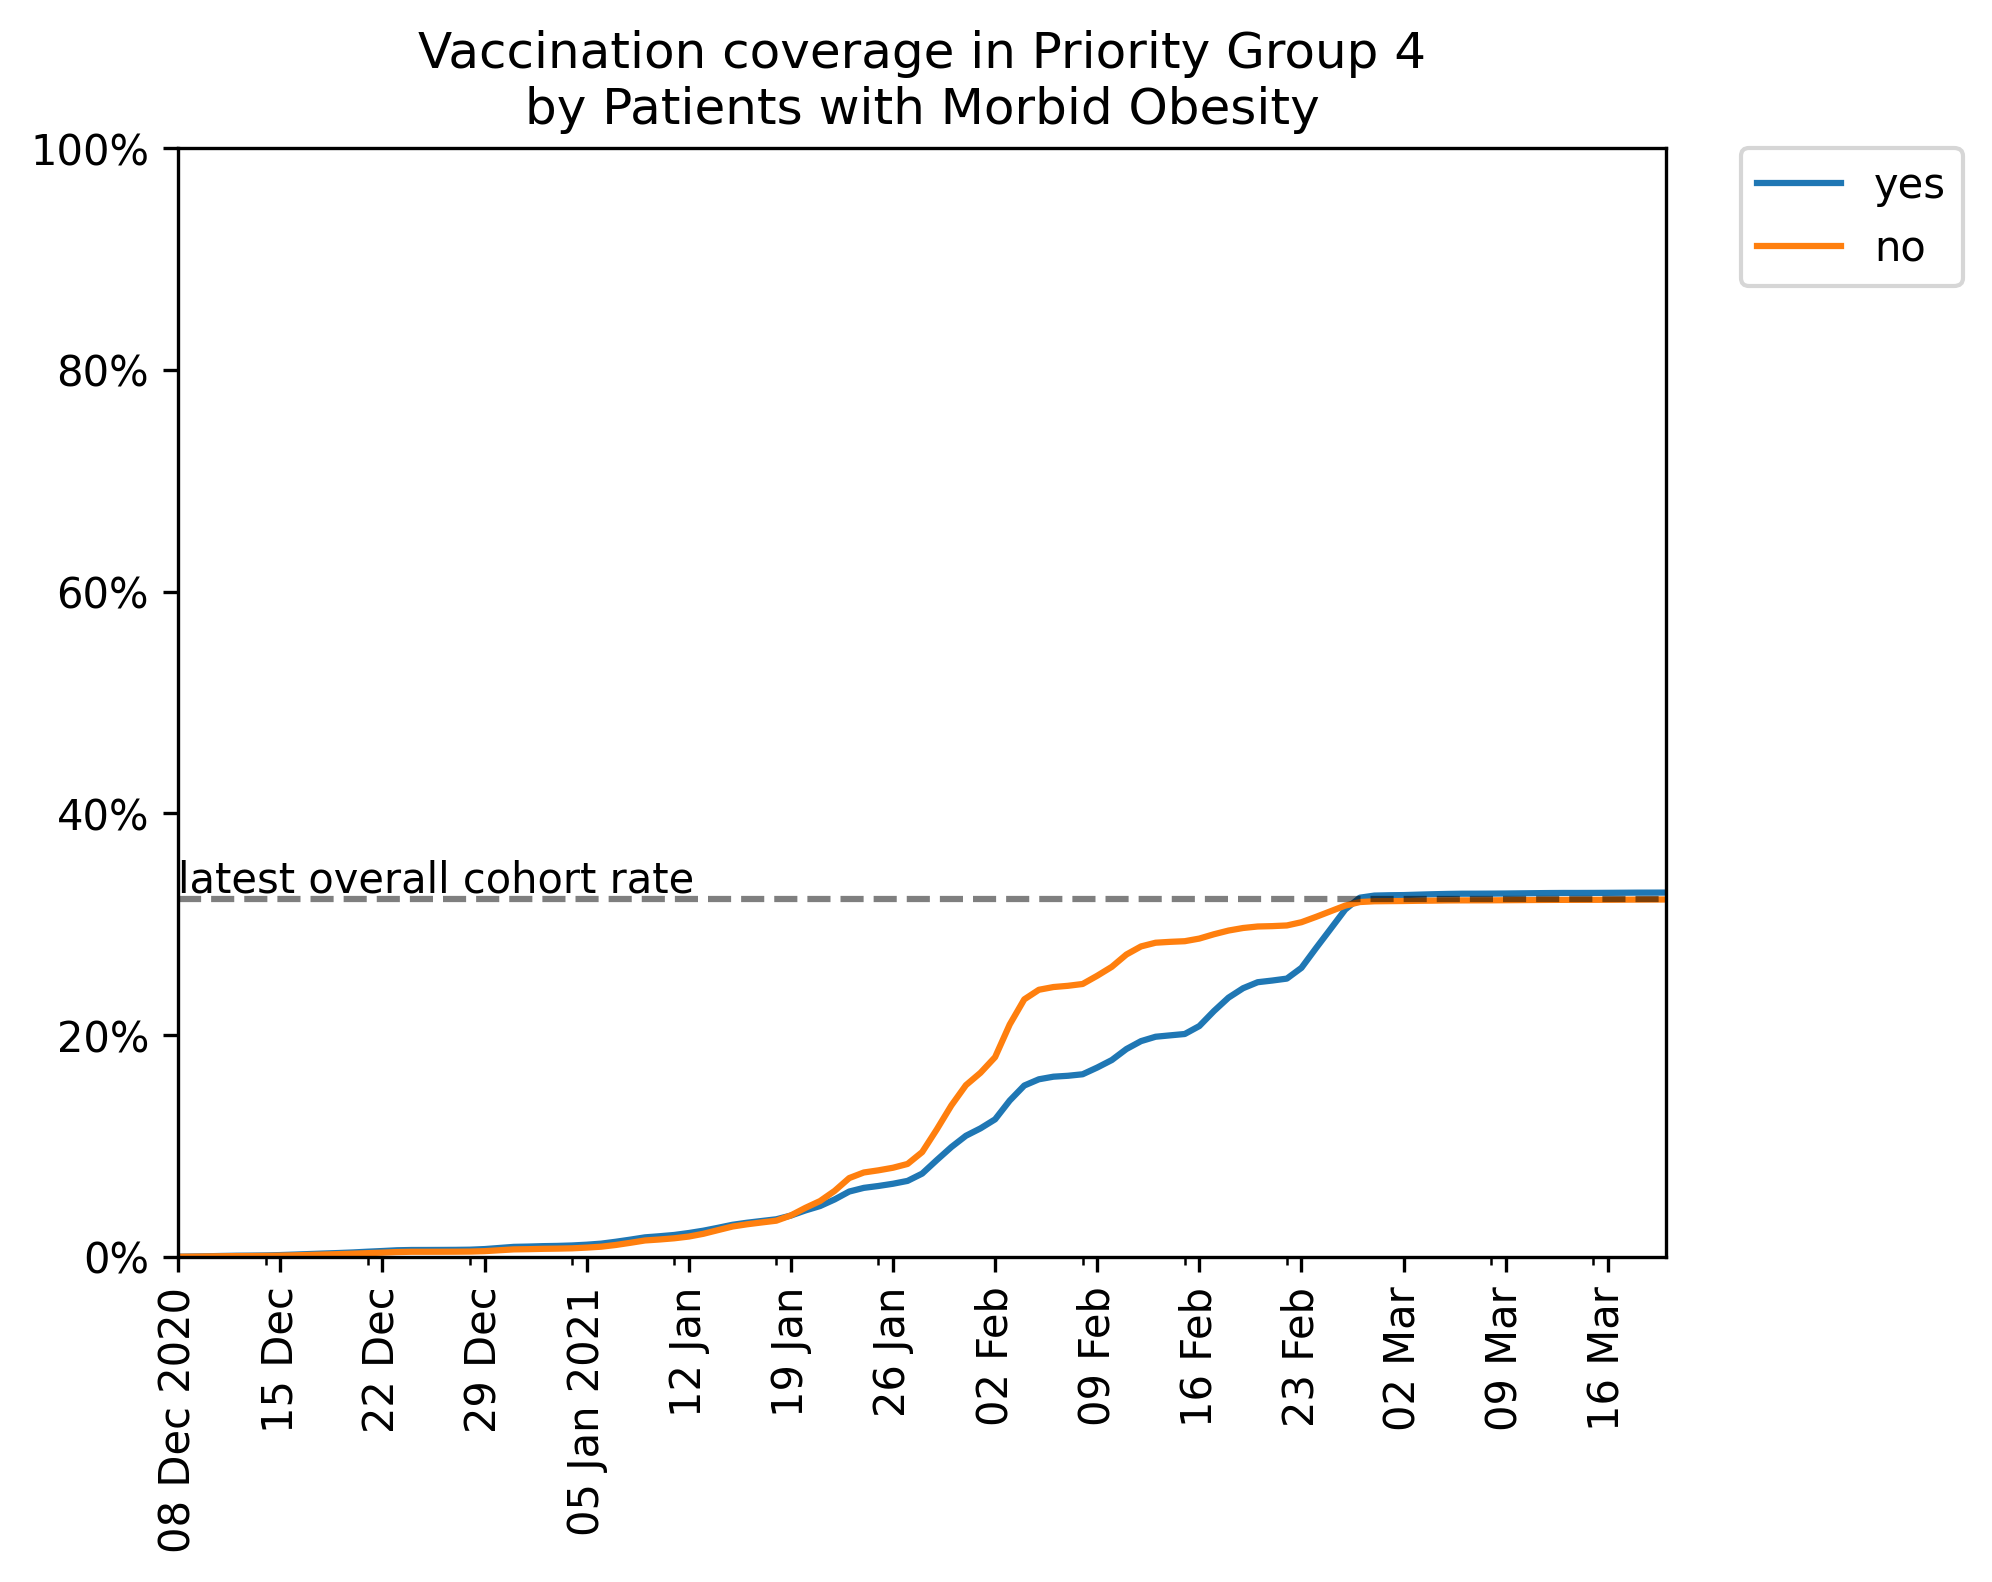 Vaccination coverage in Priority Group 4
by Patients with Morbid Obesity
100%
80%
60%
40%
20%
0%
latest overall cohort rate
yes
no
08 Dec 2020
15 Dec
22 Dec
29 Dec
05 Jan 2021
12 Jan
19 Jan
26 Jan
02 Feb
09 Feb
16 Feb
23 Feb
02 Mar
09 Mar
16 Mar